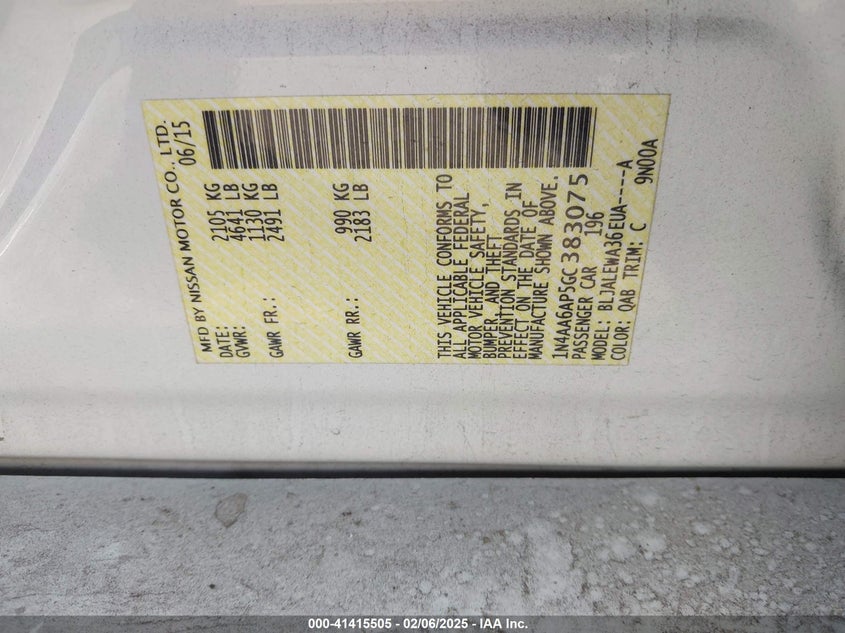 MFD BY NISSAN MOTOR CO., LTD.
DATE: 06/15
GVWR: 2105 KG
4641 LB
GAWR FR.: 1130 KG
2491 LB
GAWR RR.: 990 KG
2183 LB
THIS VEHICLE CONFORMS TO
ALL APPLICABLE FEDERAL
MOTOR VEHICLE SAFETY,
BUMPER, AND THEFT
PREVENTION STANDARDS IN
EFFECT ON THE DATE OF
MANUFACTURE SHOWN ABOVE.
1N4AA6AP5GC383075
PASSENGER CAR 196
MODEL: BLJALEWA36EUA----A
COLOR: QAB TRIM: C 9N00A
000-41415505 - 02/06/2025 - IAA Inc.